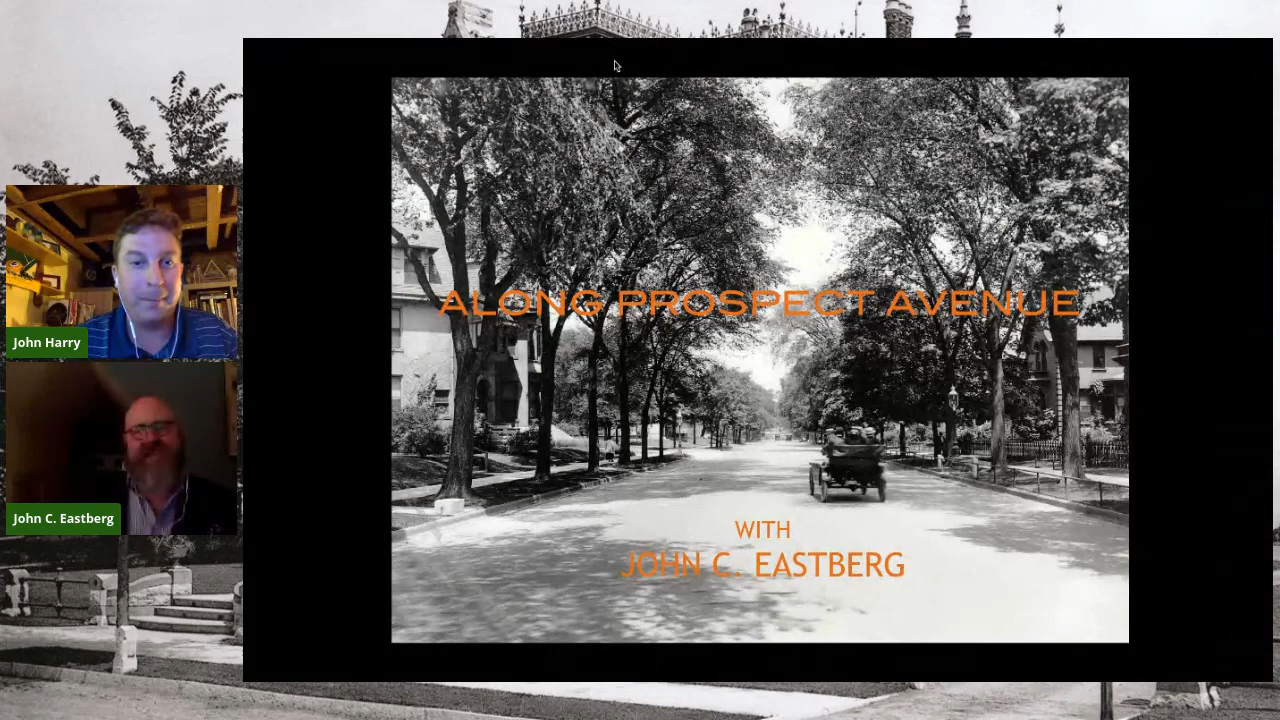 John Harry
John C. Eastberg
ALONG PROSPECT AVENUE
WITH
JOHN C. EASTBERG